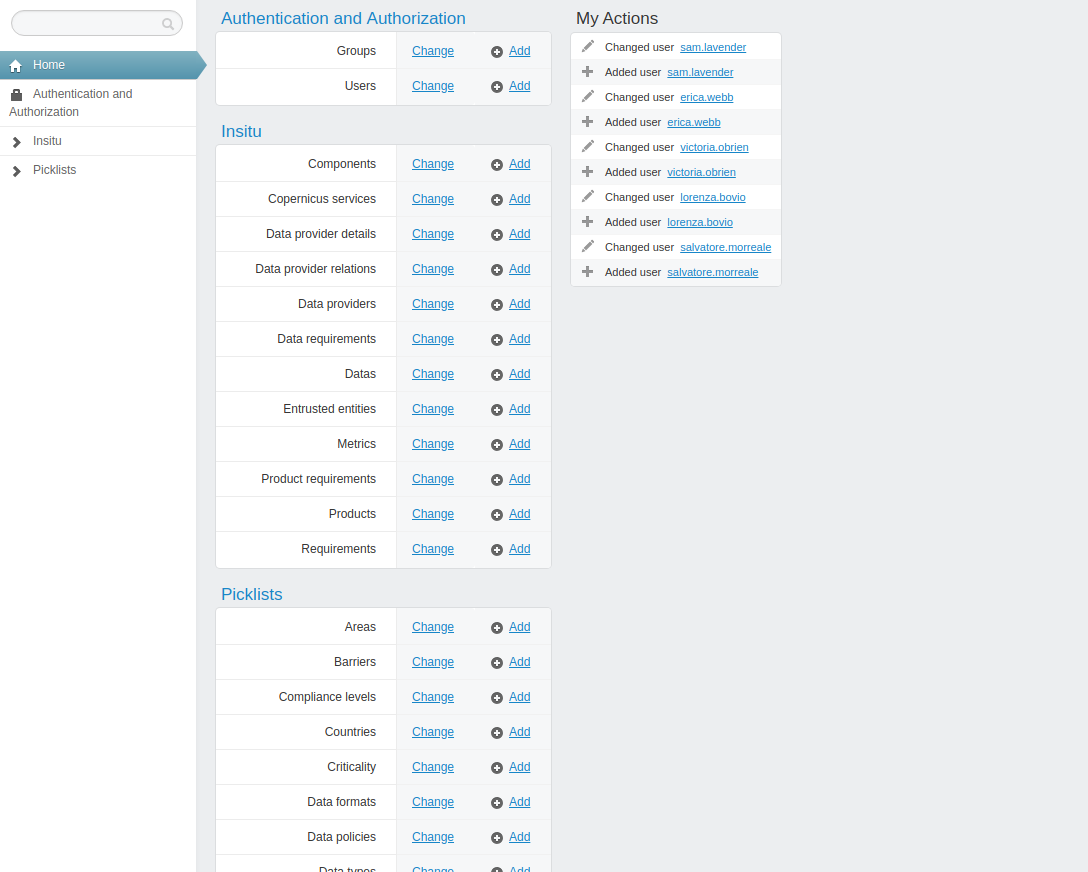 Home
Authentication and
Authorization
Insitu
Picklists
Authentication and Authorization
Groups Change Add
Users Change Add
Insitu
Components Change Add
Copernicus services Change Add
Data provider details Change Add
Data provider relations Change Add
Data providers Change Add
Data requirements Change Add
Datas Change Add
Entrusted entities Change Add
Metrics Change Add
Product requirements Change Add
Products Change Add
Requirements Change Add
Picklists
Areas Change Add
Barriers Change Add
Compliance levels Change Add
Countries Change Add
Criticality Change Add
Data formats Change Add
Data policies Change Add
Data types Change Add
My Actions
Changed user sam.lavender
Added user sam.lavender
Changed user erica.webb
Added user erica.webb
Changed user victoria.obrien
Added user victoria.obrien
Changed user lorenza.bovio
Added user lorenza.bovio
Changed user salvatore.morreale
Added user salvatore.morreale